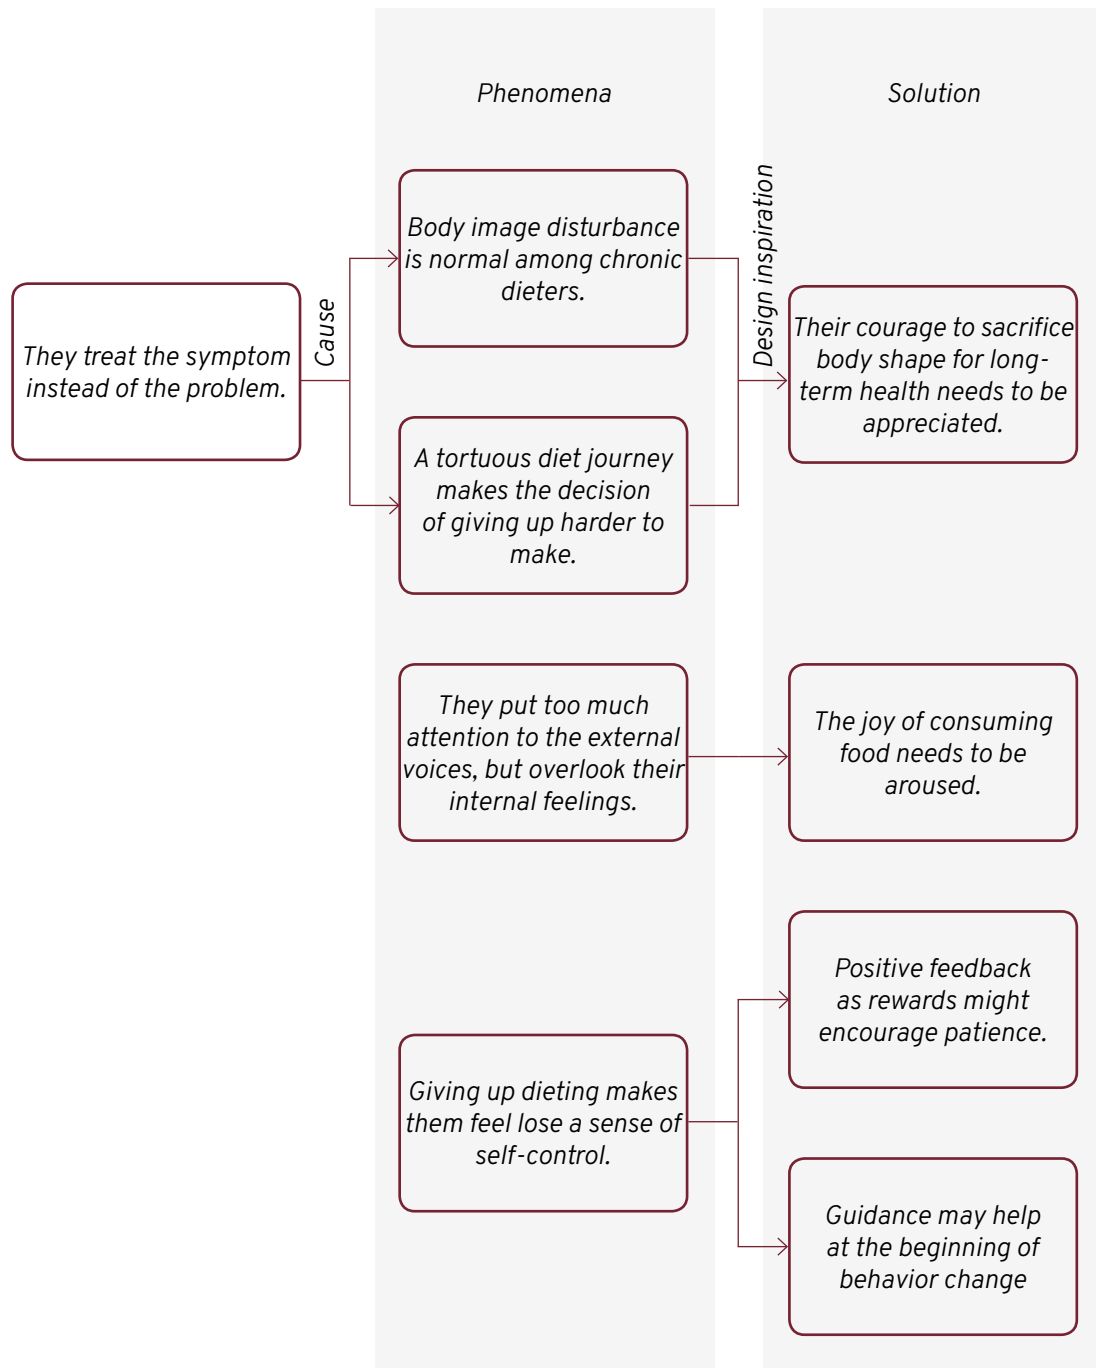 Phenomena
Solution
They treat the symptom
instead of the problem.
Cause
Body image disturbance
is normal among chronic
dieters.
A tortuous diet journey
makes the decision
of giving up harder to
make.
Design inspiration
Their courage to sacrifice
body shape for long-
term health needs to be
appreciated.
They put too much
attention to the external
voices, but overlook their
internal feelings.
The joy of consuming
food needs to be
aroused.
Giving up dieting makes
them feel lose a sense of
self-control.
Positive feedback
as rewards might
encourage patience.
Guidance may help
at the beginning of
behavior change